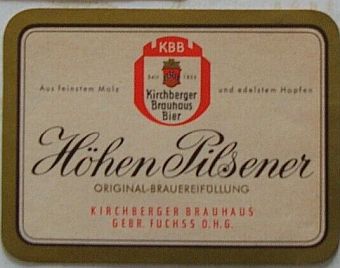 KBB
Aus feinstem Malz
Seit
Kirchberger
Brauhaus
Bier
und edelstem Hopfen
Höhen Pilsener
ORIGINAL-BRAUEREIFÜLLUNG
KIRCHBERGER BRAUHAUS
GEBR. FUCHSS O.H.G.